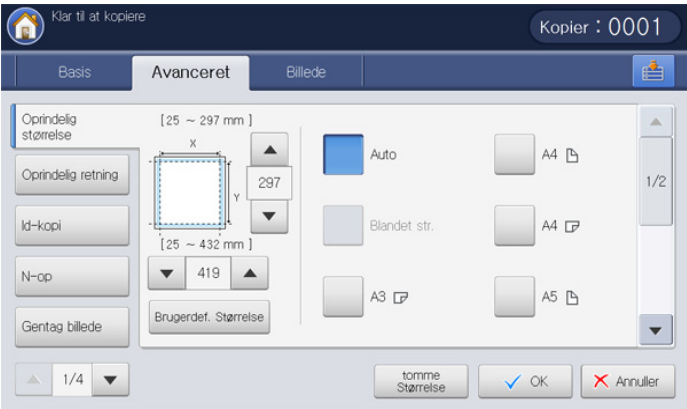 Klar til at kopiere
Kopier : 0001
Basis
Avanceret
Billede
Oprindelig
størrelse
Oprindelig retning
Id-kopi
N-op
Gentag billede
1/4
[ 25 ~ 297 mm ]
X
Y
297
[ 25 ~ 432 mm ]
419
Brugerdef. Størrelse
Auto
Blandet str.
A3
A4
A4
A5
1/2
tomme
Størrelse
OK
Annuller